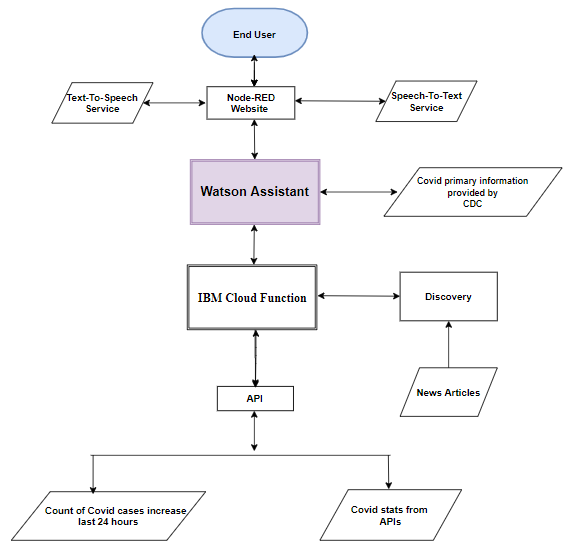 End User
Text-To-Speech
Service
Node-RED
Website
Speech-To-Text
Service
Watson Assistant
Covid primary information
provided by
CDC
IBM Cloud Function
Discovery
API
News Articles
Count of Covid cases increase
last 24 hours
Covid stats from
APIs